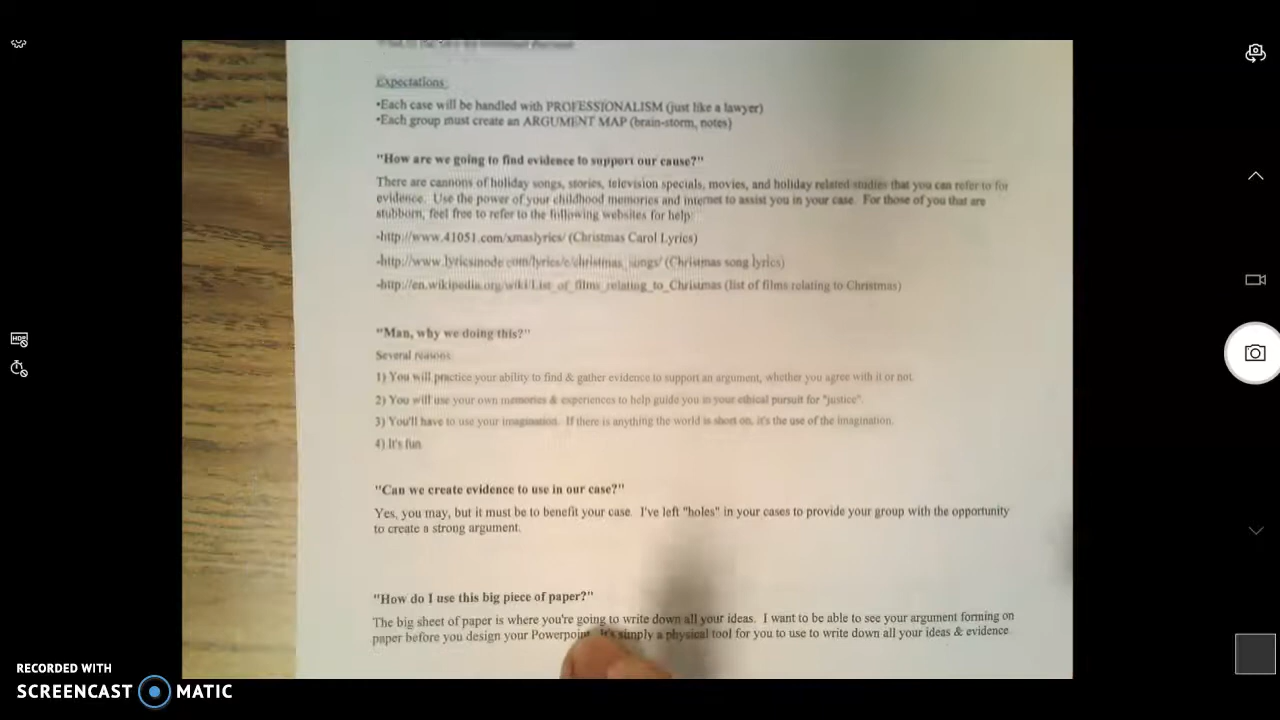 Expectations:
•Each case will be handled with PROFESSIONALISM (just like a lawyer)
•Each group must create an ARGUMENT MAP (brain-storm, notes)
"How are we going to find evidence to support our cause?"
There are cannons of holiday songs, stories, television specials, movies, and holiday related studies that you can refer to for
evidence. Use the power of your childhood memories and internet to assist you in your case. For those of you that are
stubborn, feel free to refer to the following websites for help:
-http://www.41051.com/xmaslyrics/ (Christmas Carol Lyrics)
-http://www.lyricsmode.com/lyrics/c/christmas_songs/ (Christmas song lyrics)
-http://en.wikipedia.org/wiki/List_of_films_relating_to_Christmas (list of films relating to Christmas)
"Man, why we doing this?"
Several reasons
1) You will practice your ability to find & gather evidence to support an argument, whether you agree with it or not.
2) You will use your own memories & experiences to help guide you in your ethical pursuit for "justice".
3) You'll have to use your imagination. If there is anything the world is short on, it's the use of the imagination.
4) It's fun
"Can we create evidence to use in our case?"
Yes, you may, but it must be to benefit your case. I've left "holes" in your cases to provide your group with the opportunity
to create a strong argument.
"How do I use this big piece of paper?"
The big sheet of paper is where you're going to write down all your ideas. I want to be able to see your argument forming on
paper before you design your Powerpoint. It's simply a physical tool for you to use to write down all your ideas & evidence
RECORDED WITH
SCREENCAST MATIC